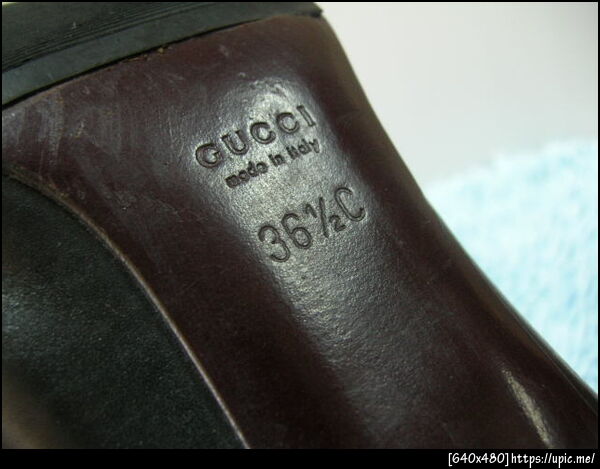 GUCCI
made in italy
36½C
[640x480]https://upic.me/